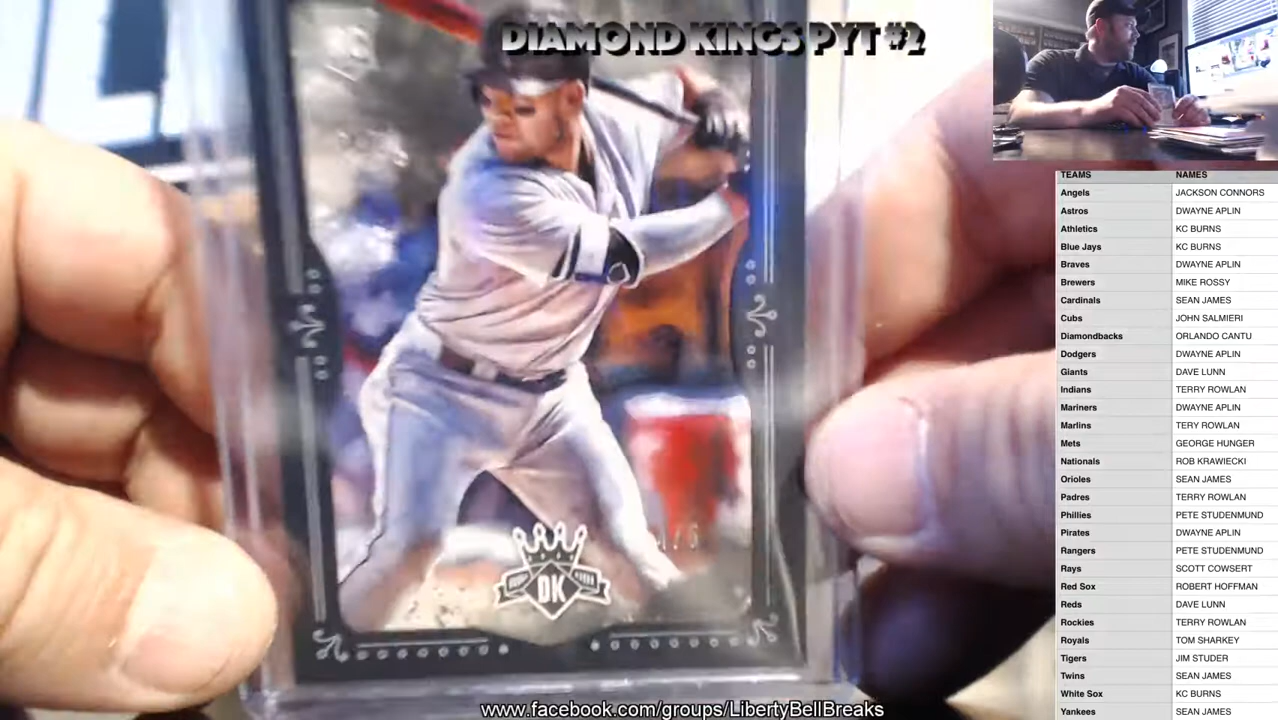 DIAMOND KINGS PYT #2
TEAMS NAMES
Angels JACKSON CONNORS
Astros DWAYNE APLIN
Athletics KC BURNS
Blue Jays KC BURNS
Braves DWAYNE APLIN
Brewers MIKE ROSSY
Cardinals SEAN JAMES
Cubs JOHN SALMIERI
Diamondbacks ORLANDO CANTU
Dodgers DWAYNE APLIN
Giants DAVE LUNN
Indians TERRY ROWLAN
Mariners DWAYNE APLIN
Marlins TERY ROWLAN
Mets GEORGE HUNGER
Nationals ROB KRAWIECKI
Orioles SEAN JAMES
Padres TERRY ROWLAN
Phillies PETE STUDENMUND
Pirates DWAYNE APLIN
Rangers PETE STUDENMUND
Rays SCOTT COWSERT
Red Sox ROBERT HOFFMAN
Reds DAVE LUNN
Rockies TERRY ROWLAN
Royals TOM SHARKEY
Tigers JIM STUDER
Twins SEAN JAMES
White Sox KC BURNS
Yankees SEAN JAMES
DK
www.facebook.com/groups/LibertyBellBreaks